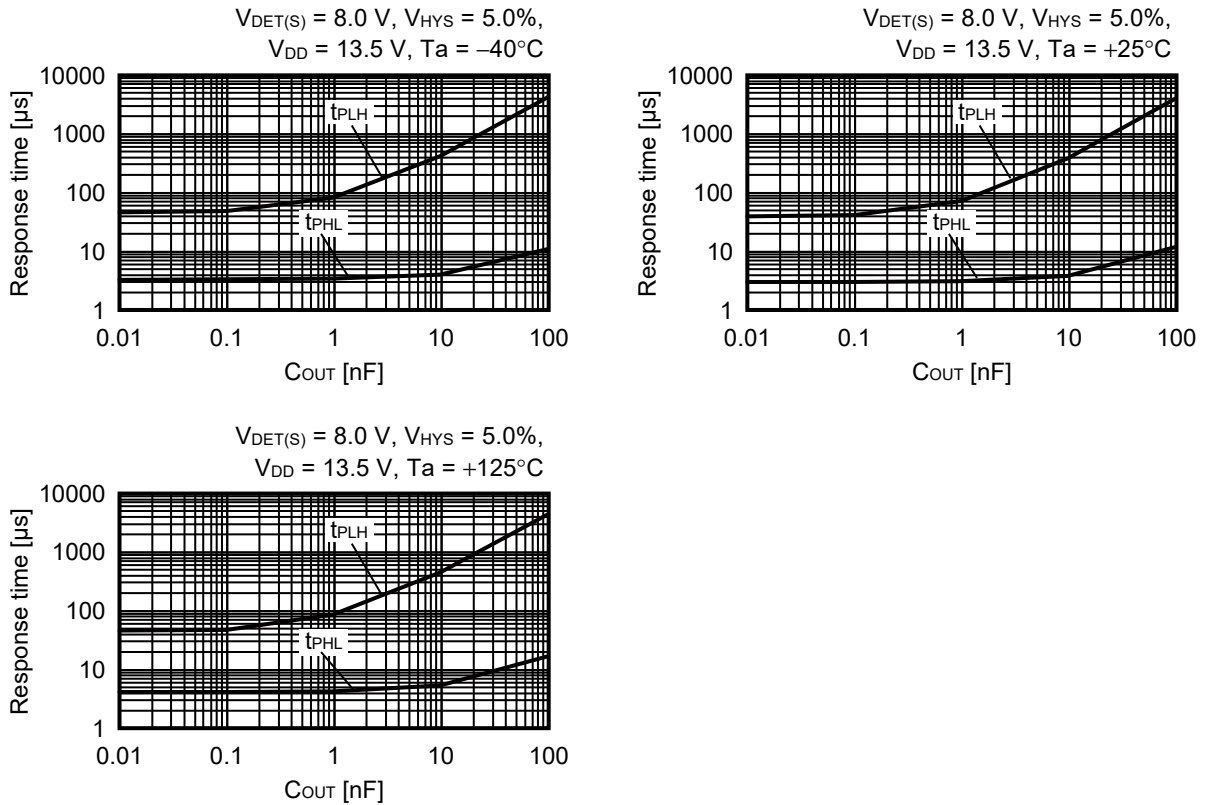 VDET(S) = 8.0 V, VHYS = 5.0%,
VDD = 13.5 V, Ta = −40°C
Response time [µs]
10000
1000
100
10
1
tPLH
tPHL
0.01 0.1 1 10 100
COUT [nF]
VDET(S) = 8.0 V, VHYS = 5.0%,
VDD = 13.5 V, Ta = +25°C
Response time [µs]
10000
1000
100
10
1
tPLH
tPHL
0.01 0.1 1 10 100
COUT [nF]
VDET(S) = 8.0 V, VHYS = 5.0%,
VDD = 13.5 V, Ta = +125°C
Response time [µs]
10000
1000
100
10
1
tPLH
tPHL
0.01 0.1 1 10 100
COUT [nF]